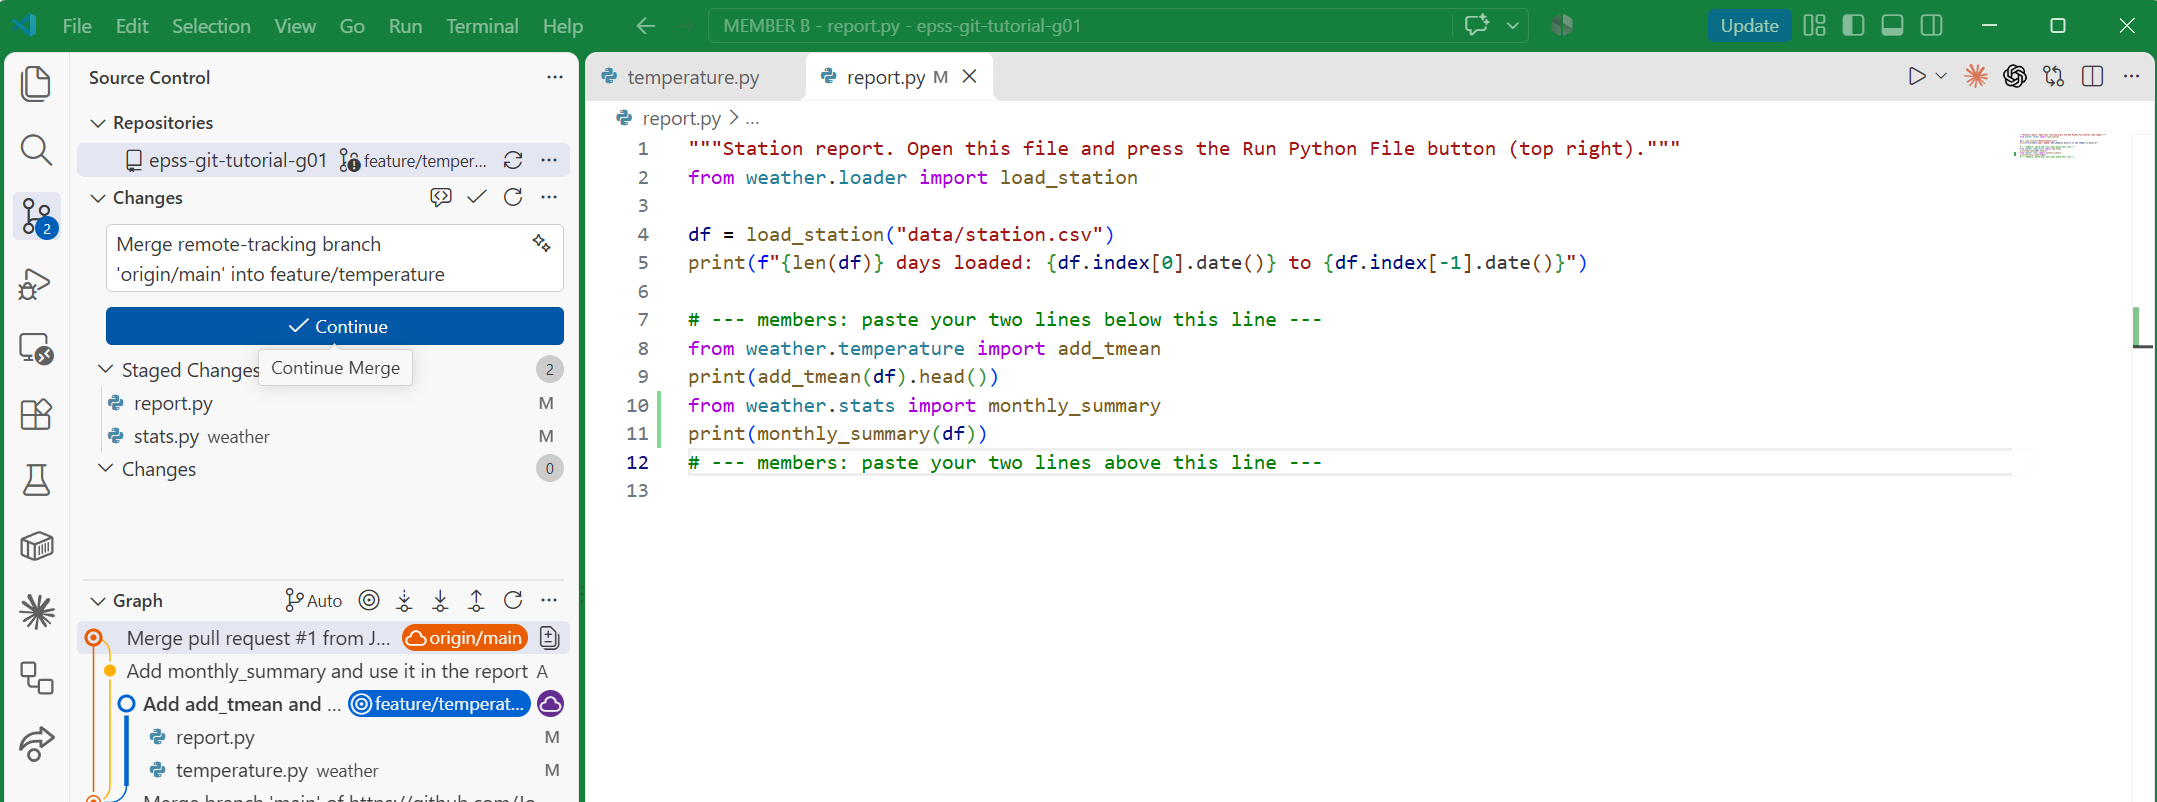 File Edit Selection View Go Run Terminal Help
MEMBER B - report.py - epss-git-tutorial-g01
Update
Source Control
Repositories
epss-git-tutorial-g01 feature/temper...
Changes
Merge remote-tracking branch
'origin/main' into feature/temperature
Continue
Continue Merge
Staged Changes 2
report.py M
stats.py weather M
Changes 0
2
Graph Auto
Merge pull request #1 from J... origin/main
Add monthly_summary and use it in the report A
Add add_tmean and ... feature/temperat...
report.py M
temperature.py weather M
temperature.py
report.py M
report.py > ...
1 """Station report. Open this file and press the Run Python File button (top right)."""
2 from weather.loader import load_station
3
4 df = load_station("data/station.csv")
5 print(f"{len(df)} days loaded: {df.index[0].date()} to {df.index[-1].date()}")
6
7 # --- members: paste your two lines below this line ---
8 from weather.temperature import add_tmean
9 print(add_tmean(df).head())
10 from weather.stats import monthly_summary
11 print(monthly_summary(df))
12 # --- members: paste your two lines above this line ---
13